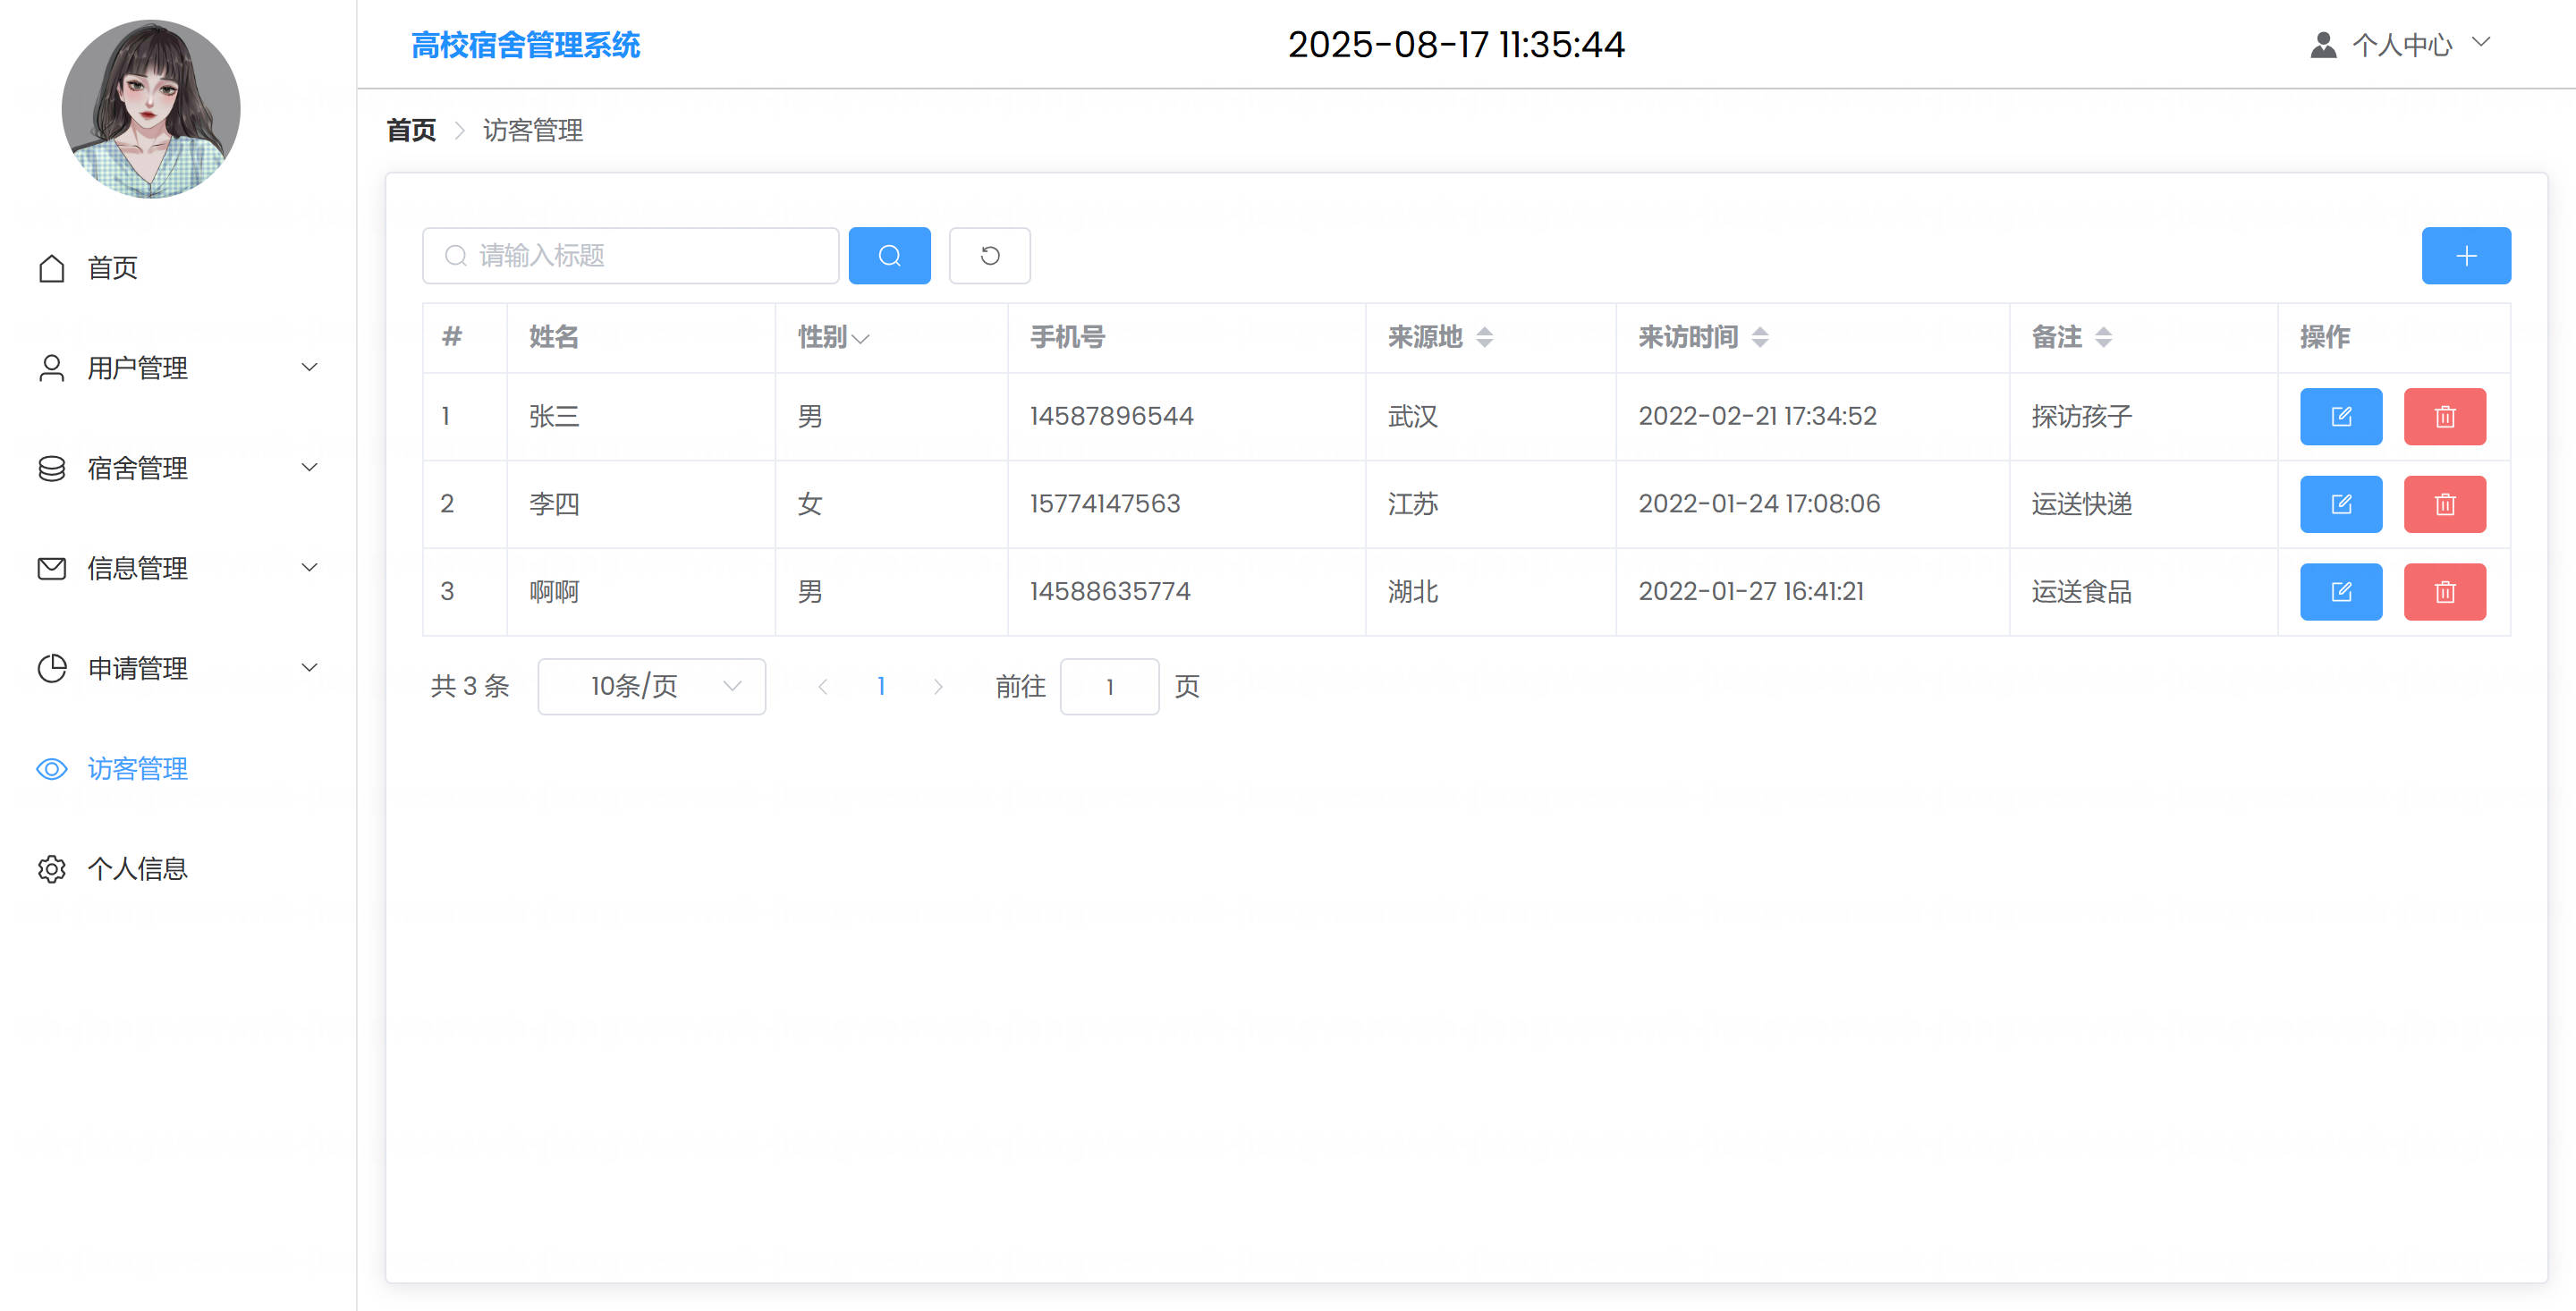 高校宿舍管理系统
2025-08-17 11:35:44
个人中心
首页
用户管理
宿舍管理
信息管理
申请管理
访客管理
个人信息
首页 访客管理
请输入标题
# 姓名 性别 手机号 来源地 来访时间 备注 操作
1 张三 男 14587896544 武汉 2022-02-21 17:34:52 探访孩子
2 李四 女 15774147563 江苏 2022-01-24 17:08:06 运送快递
3 啊啊 男 14588635774 湖北 2022-01-27 16:41:21 运送食品
共 3 条 10条/页 1 前往 1 页